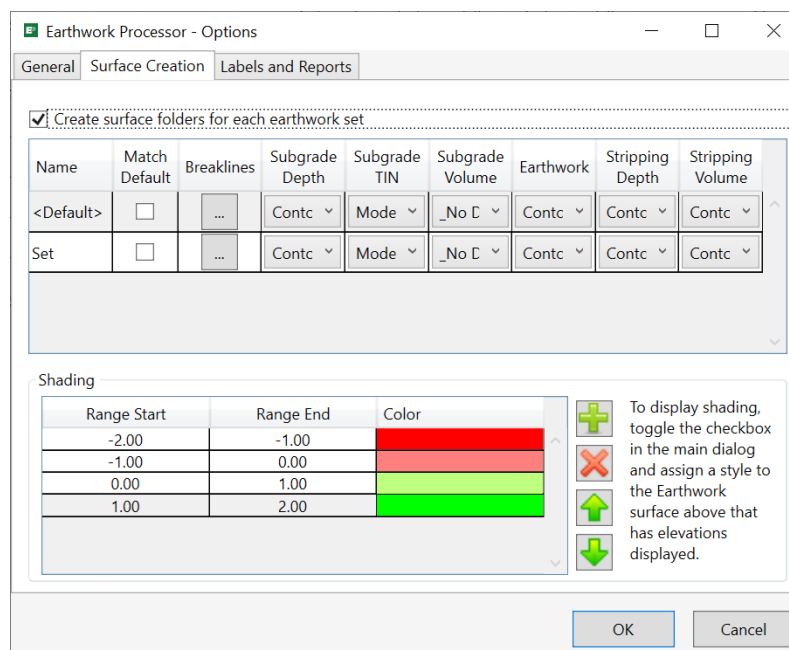 Earthwork Processor - Options
General Surface Creation Labels and Reports
Create surface folders for each earthwork set
Name Match Default Breaklines Subgrade Depth Subgrade TIN Subgrade Volume Earthwork Stripping Depth Stripping Volume
<Default> ... Contc Mode _No D Contc Contc Contc
Set ... Contc Mode _No D Contc Contc Contc
Shading
Range Start Range End Color
-2.00 -1.00
-1.00 0.00
0.00 1.00
1.00 2.00
To display shading,
toggle the checkbox
in the main dialog
and assign a style to
the Earthwork
surface above that
has elevations
displayed.
OK Cancel